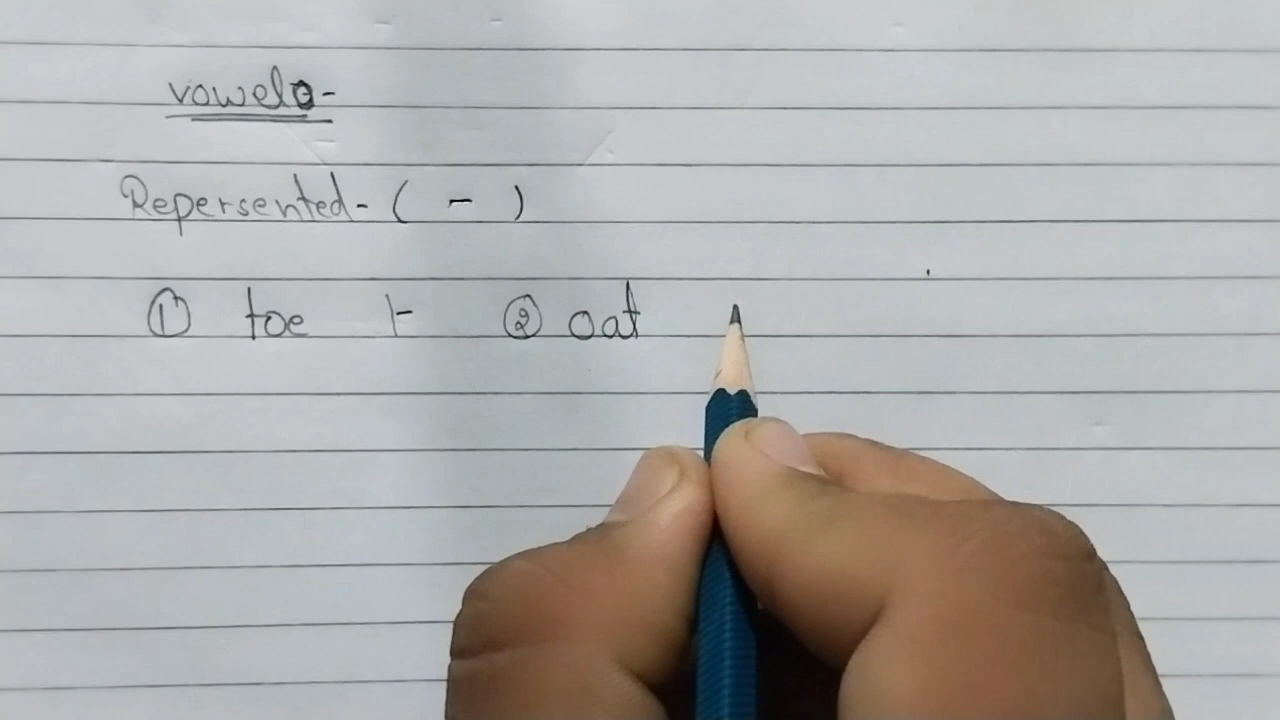 vowelo-
Repersented - ( - )
① toe |- ② oat